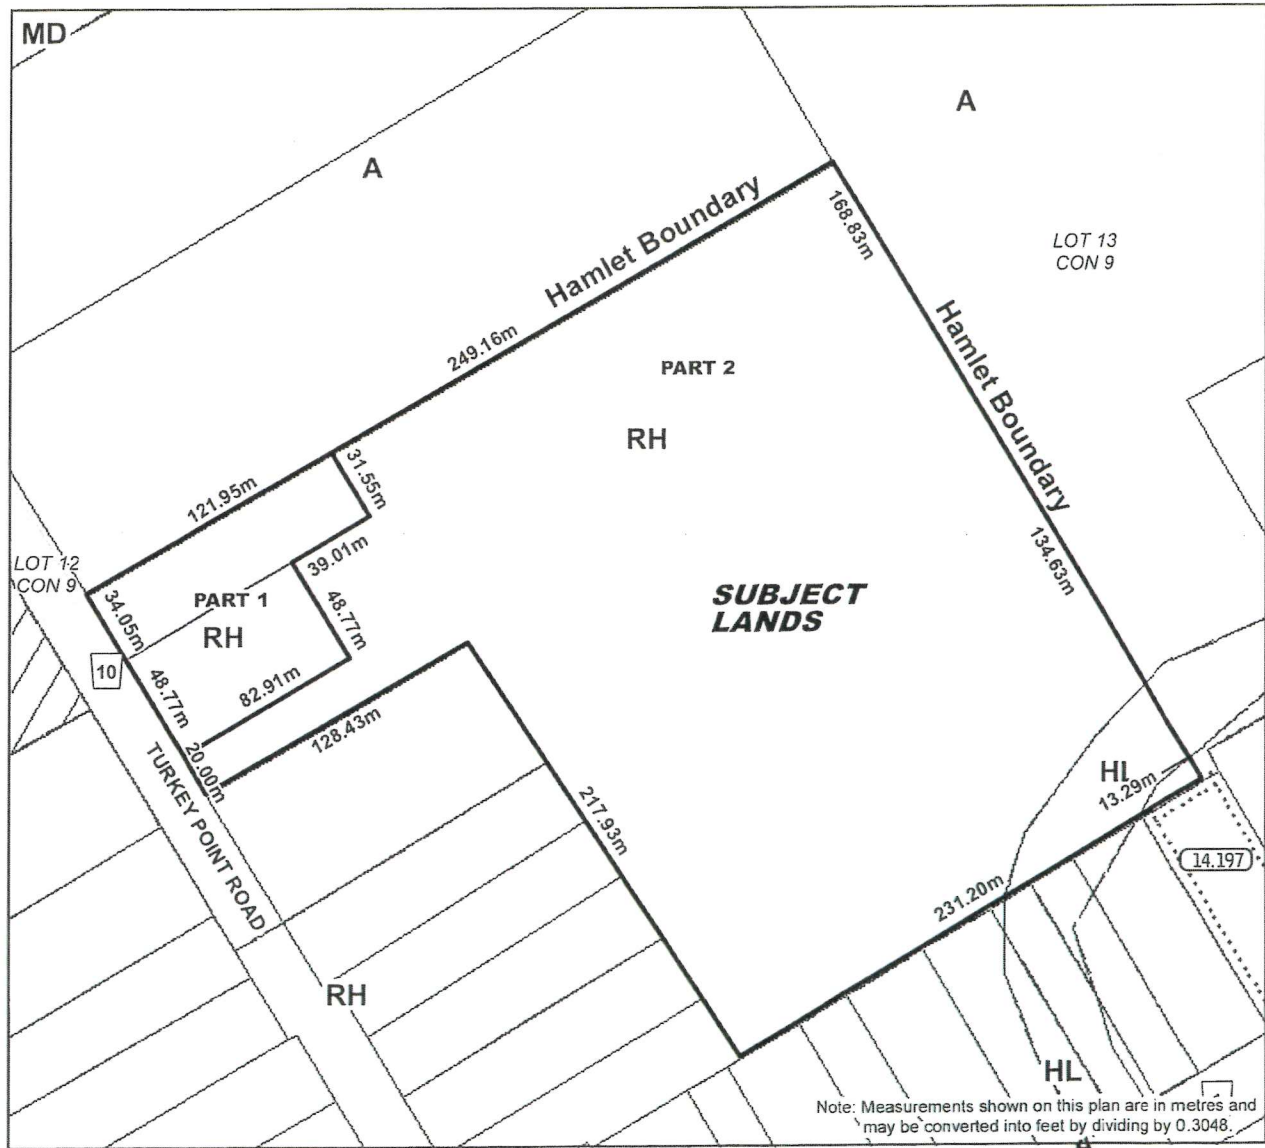 MD
A
A
Hamlet Boundary
168.83m
LOT 13
CON 9
249.16m
Hamlet Boundary
PART 2
RH
31.55m
121.95m
39.01m
134.63m
LOT 12
CON 9
34.05m
PART 1
RH
48.77m
SUBJECT
LANDS
10
48.77m
82.91m
128.43m
20.00m
TURKEY POINT ROAD
217.93m
HL
13.29m
14.197
231.20m
RH
HL
Note: Measurements shown on this plan are in metres and
may be converted into feet by dividing by 0.3048.